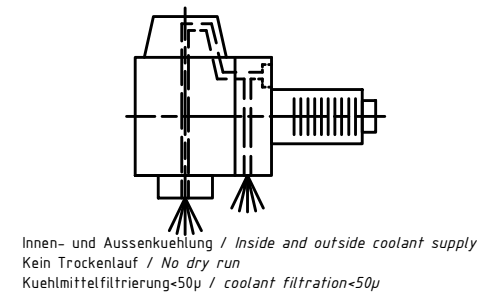 Innen- und Aussenkuehlung / Inside and outside coolant supply
Kein Trockenlauf / No dry run
Kuehlmittelfiltrierung<50µ / coolant filtration<50µ